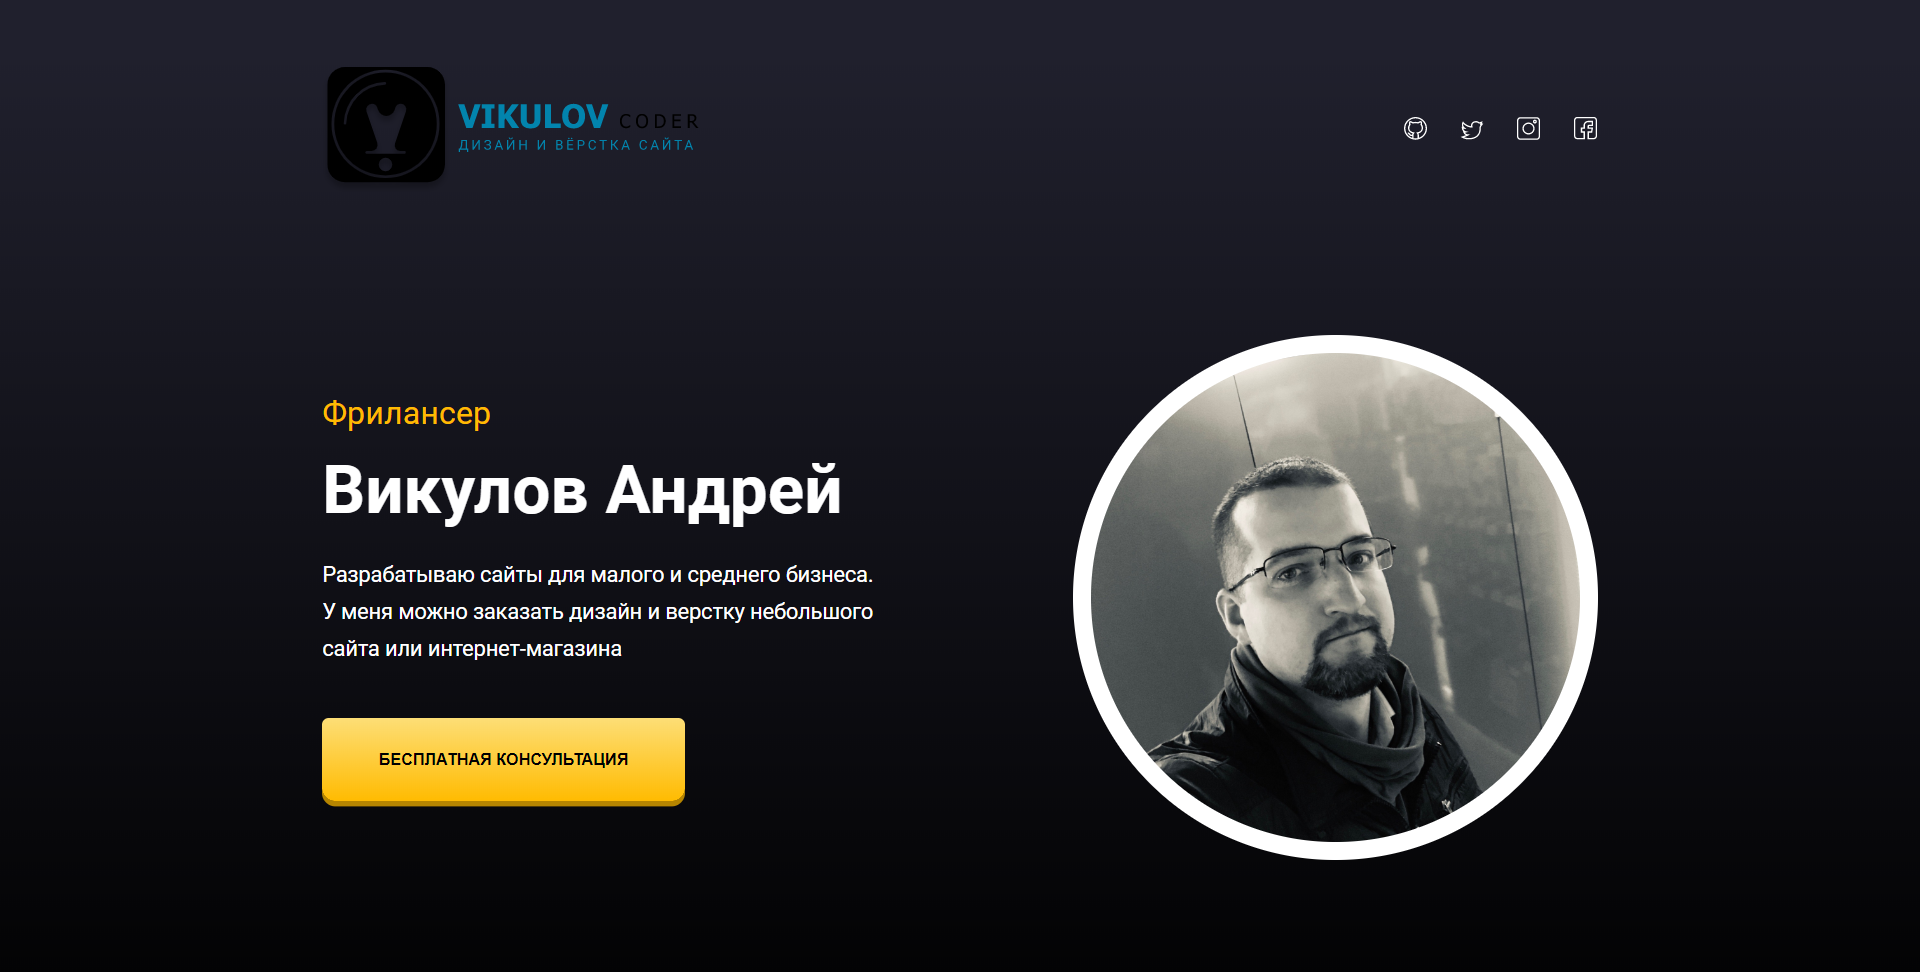 VIKULOV CODER
ДИЗАЙН И ВЁРСТКА САЙТА
Фрилансер
Викулов Андрей
Разрабатываю сайты для малого и среднего бизнеса.
У меня можно заказать дизайн и верстку небольшого
сайта или интернет-магазина
БЕСПЛАТНАЯ КОНСУЛЬТАЦИЯ